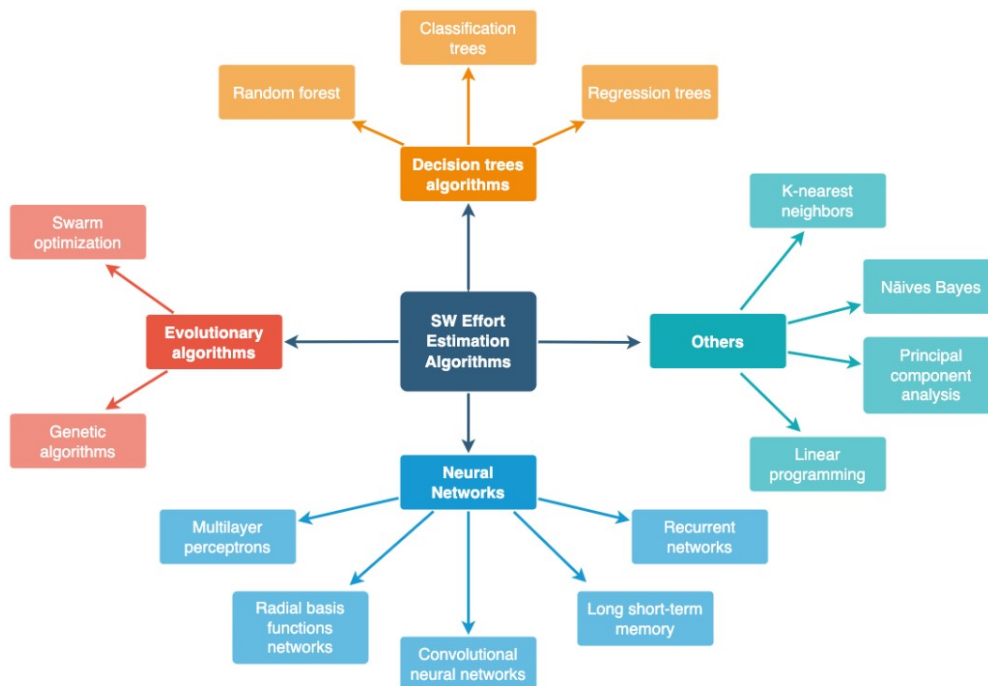 Classification
trees
Random forest
Regression trees
Decision trees
algorithms
K-nearest
neighbors
Swarm
optimization
Nāives Bayes
Evolutionary
algorithms
SW Effort
Estimation
Algorithms
Others
Principal
component
analysis
Genetic
algorithms
Linear
programming
Neural
Networks
Multilayer
perceptrons
Recurrent
networks
Radial basis
functions
networks
Long short-term
memory
Convolutional
neural networks